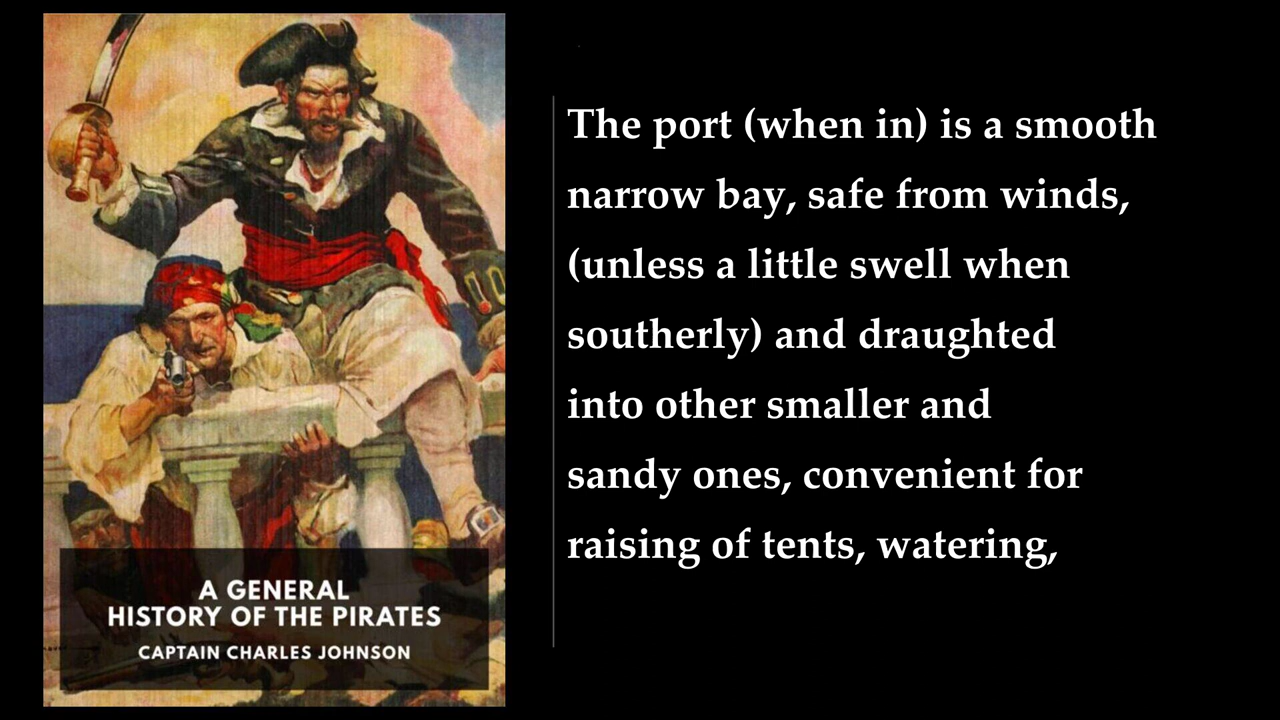 A GENERAL
HISTORY OF THE PIRATES
CAPTAIN CHARLES JOHNSON
The port (when in) is a smooth
narrow bay, safe from winds,
(unless a little swell when
southerly) and draughted
into other smaller and
sandy ones, convenient for
raising of tents, watering,